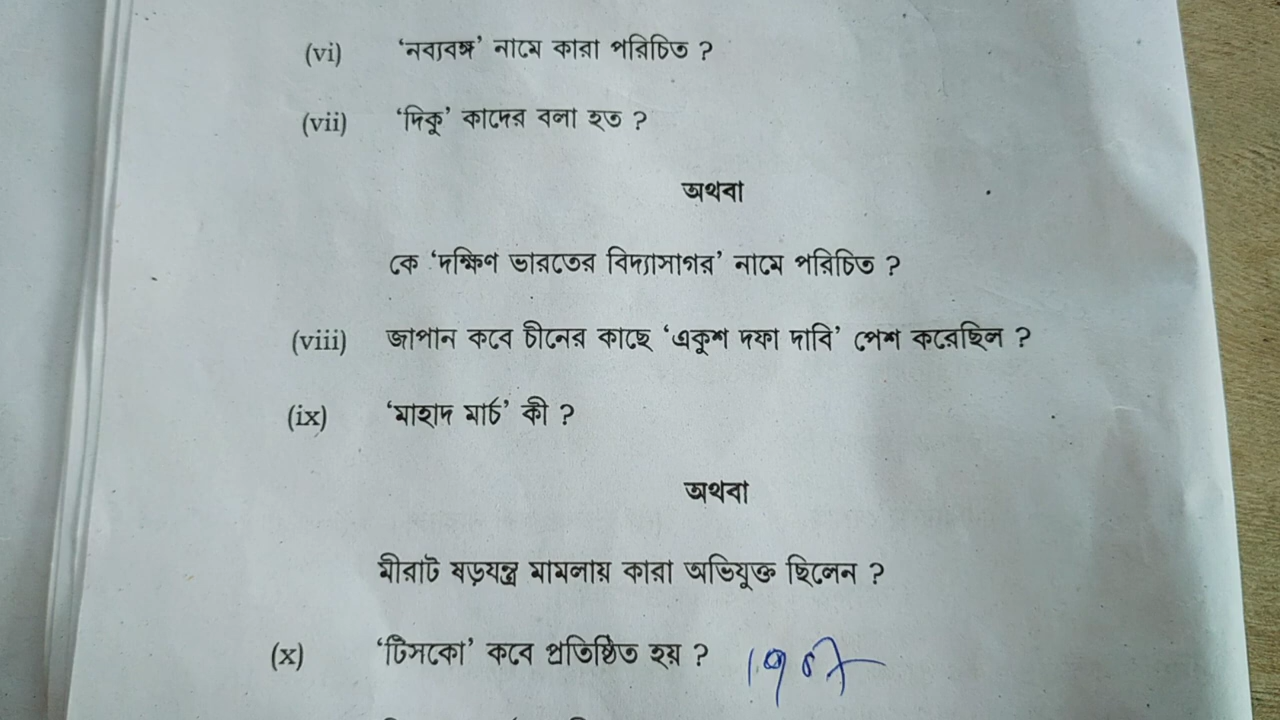 (vi) ‘নব্যবঙ্গ’ নামে কারা পরিচিত ?
(vii) ‘দিকু’ কাদের বলা হত ?
অথবা
কে ‘দক্ষিণ ভারতের বিদ্যাসাগর’ নামে পরিচিত ?
(viii) জাপান কবে চীনের কাছে ‘একুশ দফা দাবি’ পেশ করেছিল ?
(ix) ‘মাহাদ মার্চ’ কী ?
অথবা
মীরাট ষড়যন্ত্র মামলায় কারা অভিযুক্ত ছিলেন ?
(x) ‘টিসকো’ কবে প্রতিষ্ঠিত হয় ?